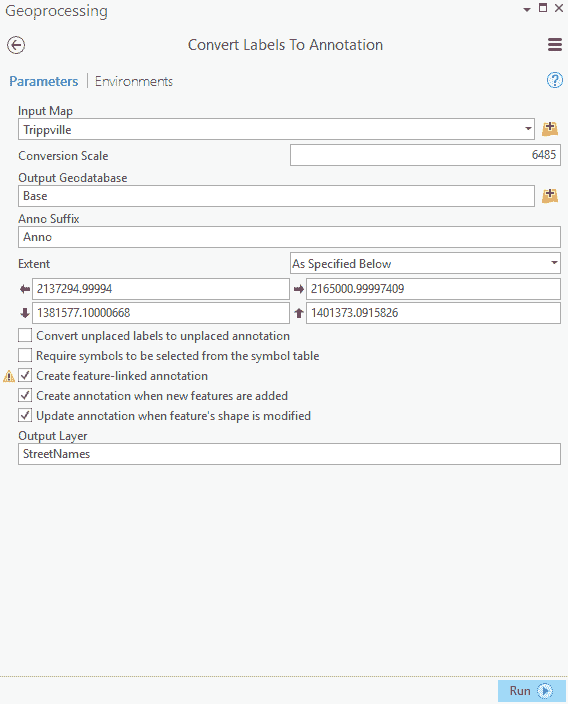 Geoprocessing
Convert Labels To Annotation
Parameters | Environments
Input Map
Trippville
Conversion Scale 6485
Output Geodatabase
Base
Anno Suffix
Anno
Extent As Specified Below
2137294.99994 2165000.99997409
1381577.10000668 1401373.0915826
Convert unplaced labels to unplaced annotation
Require symbols to be selected from the symbol table
Create feature-linked annotation
Create annotation when new features are added
Update annotation when feature's shape is modified
Output Layer
StreetNames
Run